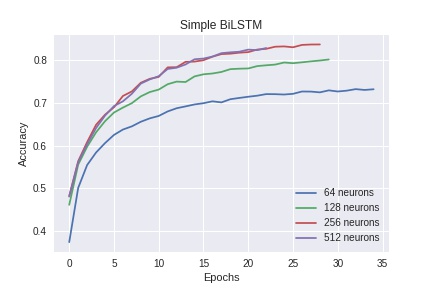 Simple BiLSTM
Accuracy
0.8
0.7
0.6
0.5
0.4
64 neurons
128 neurons
256 neurons
512 neurons
0 5 10 15 20 25 30 35
Epochs